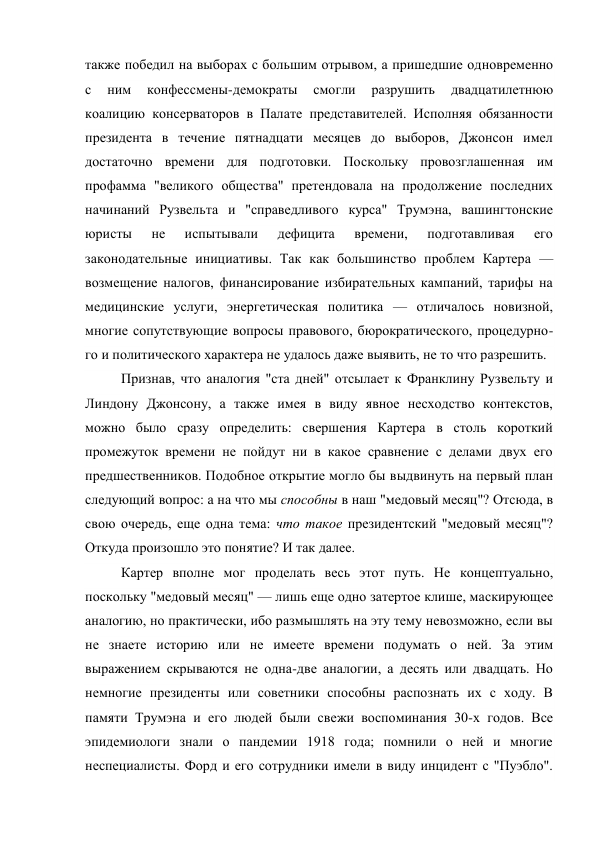 также победил на выборах с большим отрывом, а пришедшие одновременно
с ним конфессмены-демократы смогли разрушить двадцатилетнюю
коалицию консерваторов в Палате представителей. Исполняя обязанности
президента в течение пятнадцати месяцев до выборов, Джонсон имел
достаточно времени для подготовки. Поскольку провозглашенная им
профамма "великого общества" претендовала на продолжение последних
начинаний Рузвельта и "справедливого курса" Трумэна, вашингтонские
юристы не испытывали дефицита времени, подготавливая его
законодательные инициативы. Так как большинство проблем Картера —
возмещение налогов, финансирование избирательных кампаний, тарифы на
медицинские услуги, энергетическая политика — отличалось новизной,
многие сопутствующие вопросы правового, бюрократического, процедурно-
го и политического характера не удалось даже выявить, не то что разрешить.
Признав, что аналогия "ста дней" отсылает к Франклину Рузвельту и
Линдону Джонсону, а также имея в виду явное несходство контекстов,
можно было сразу определить: свершения Картера в столь короткий
промежуток времени не пойдут ни в какое сравнение с делами двух его
предшественников. Подобное открытие могло бы выдвинуть на первый план
следующий вопрос: а на что мы способны в наш "медовый месяц"? Отсюда, в
свою очередь, еще одна тема: что такое президентский "медовый месяц"?
Откуда произошло это понятие? И так далее.
Картер вполне мог проделать весь этот путь. Не концептуально,
поскольку "медовый месяц" — лишь еще одно затертое клише, маскирующее
аналогию, но практически, ибо размышлять на эту тему невозможно, если вы
не знаете историю или не имеете времени подумать о ней. За этим
выражением скрываются не одна-две аналогии, а десять или двадцать. Но
немногие президенты или советники способны распознать их с ходу. В
памяти Трумэна и его людей были свежи воспоминания 30-х годов. Все
эпидемиологи знали о пандемии 1918 года; помнили о ней и многие
неспециалисты. Форд и его сотрудники имели в виду инцидент с "Пуэбло".